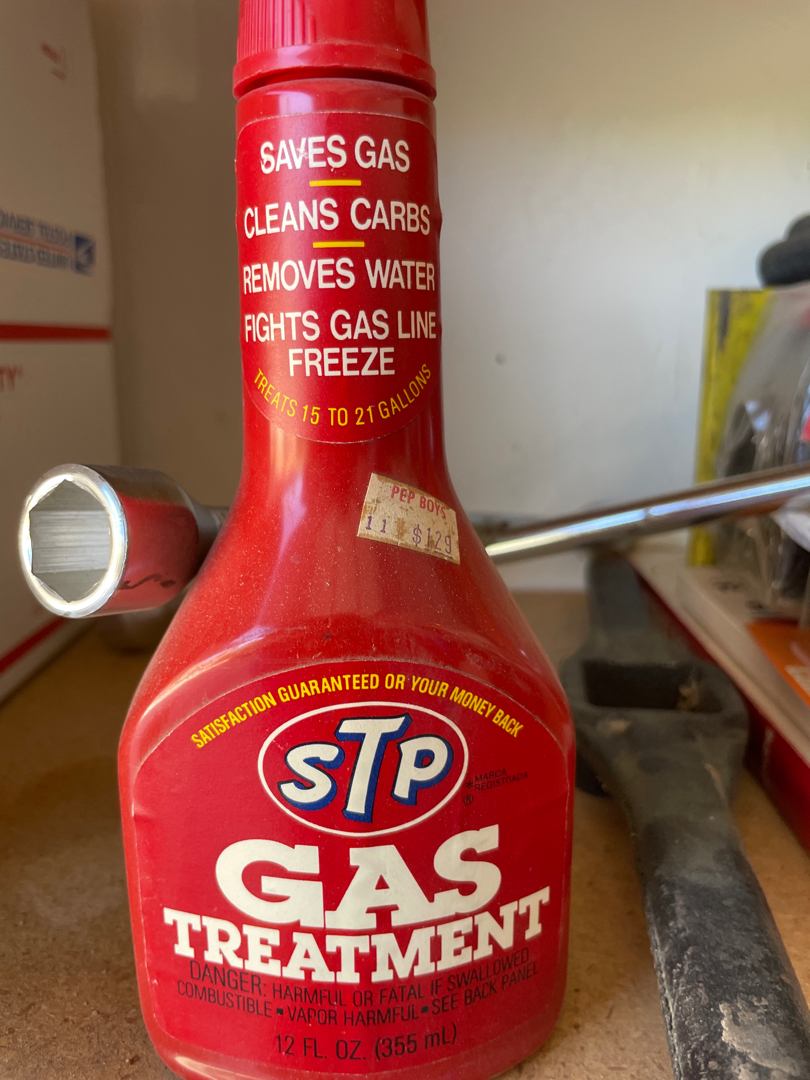 SAVES GAS
CLEANS CARBS
REMOVES WATER
FIGHTS GAS LINE
FREEZE
TREATS 15 TO 21 GALLONS
PEP BOYS
11 $129
SATISFACTION GUARANTEED OR YOUR MONEY BACK
STP
*MARCA
REGISTRADA
®
GAS
TREATMENT
DANGER: HARMFUL OR FATAL IF SWALLOWED
COMBUSTIBLE ▪ VAPOR HARMFUL ▪ SEE BACK PANEL
12 FL. OZ. (355 mL)